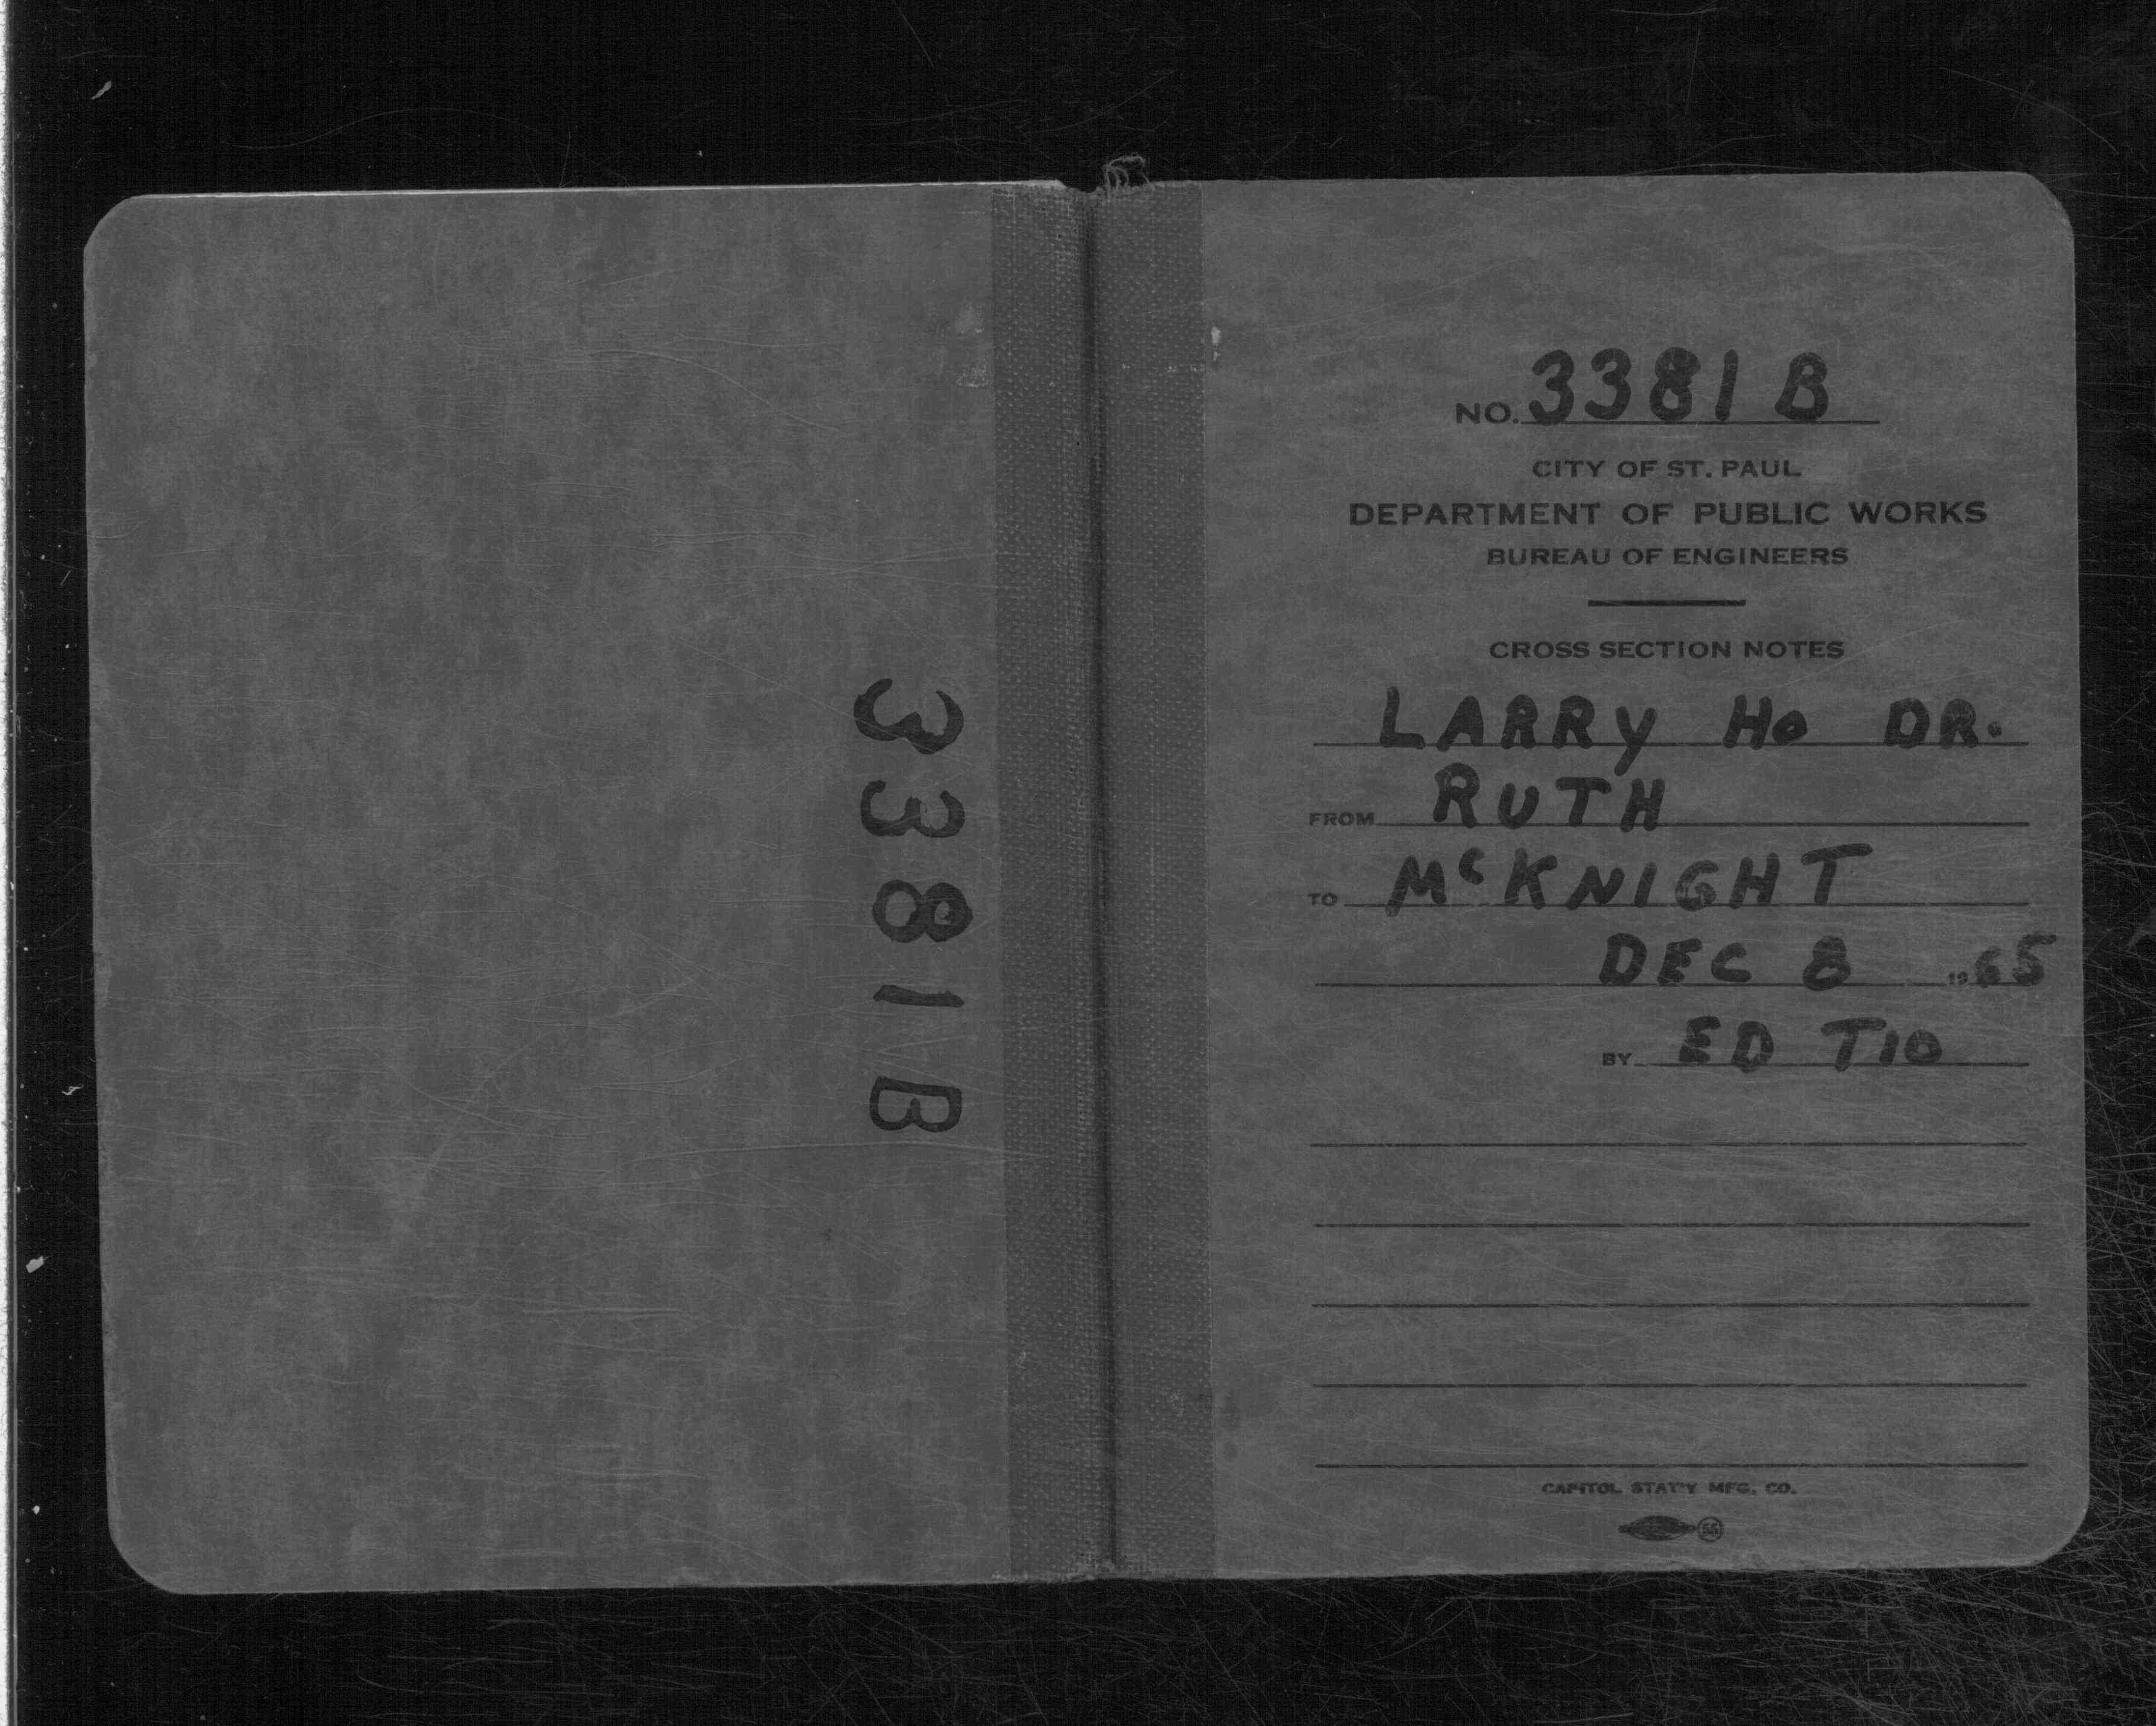 3381 B
NO. 3381 B
CITY OF ST. PAUL
DEPARTMENT OF PUBLIC WORKS
BUREAU OF ENGINEERS
CROSS SECTION NOTES
LARRY Ho DR.
FROM RUTH
TO McKNIGHT
DEC 8 1965
BY ED TIO
CAPITOL STAT'Y MFG. CO.